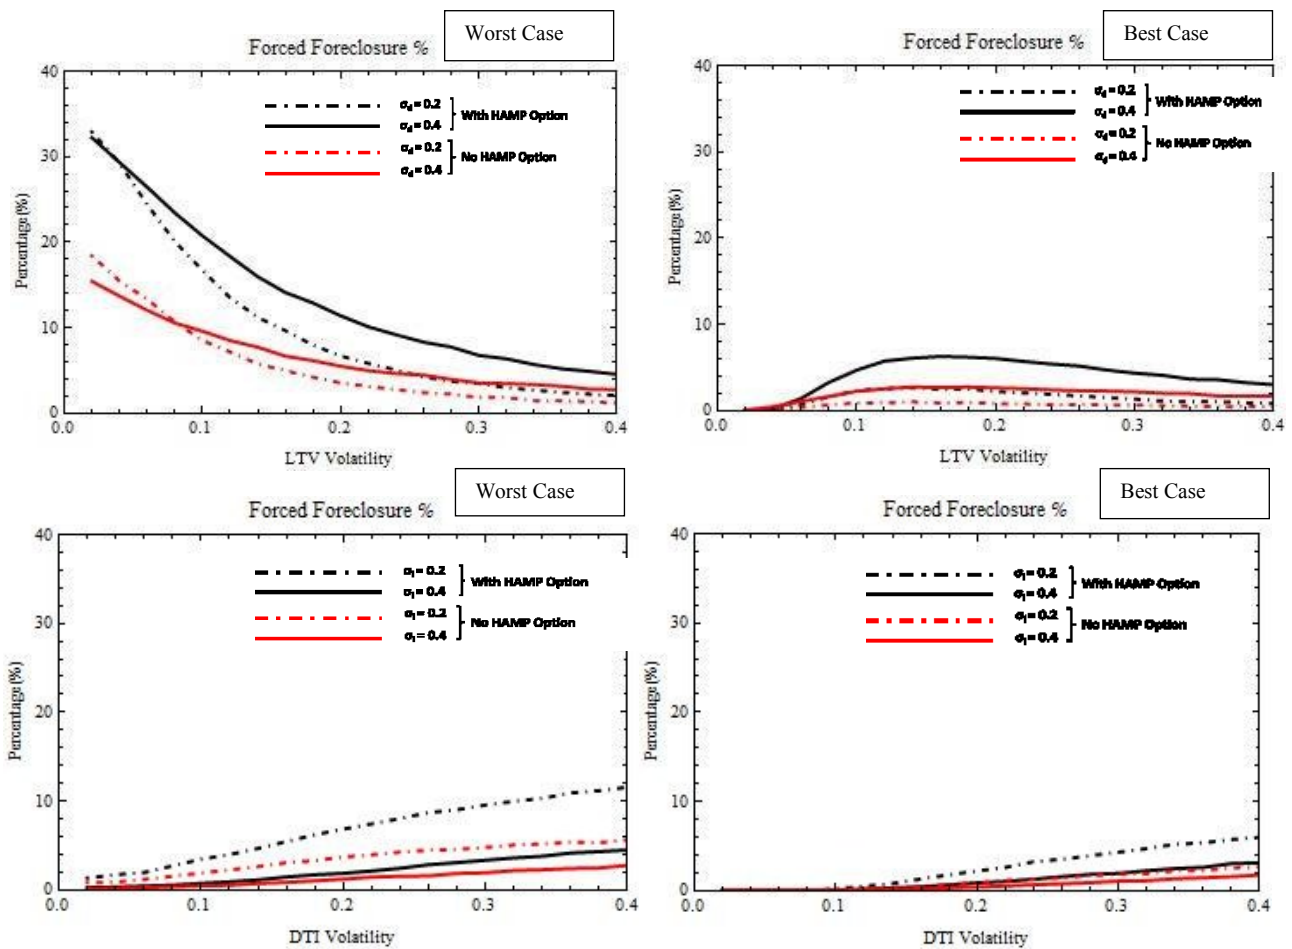 Worst Case
Forced Foreclosure %
40
30
20
10
0
Percentage (%)
σd = 0.2
σd = 0.4
With HAMP Option
σd = 0.2
σd = 0.4
No HAMP Option
0.0 0.1 0.2 0.3 0.4
LTV Volatility
Best Case
Forced Foreclosure %
40
30
20
10
0
Percentage (%)
σd = 0.2
σd = 0.4
With HAMP Option
σd = 0.2
σd = 0.4
No HAMP Option
0.0 0.1 0.2 0.3 0.4
LTV Volatility
Worst Case
Forced Foreclosure %
40
30
20
10
0
Percentage (%)
σl = 0.2
σl = 0.4
With HAMP Option
σl = 0.2
σl = 0.4
No HAMP Option
0.0 0.1 0.2 0.3 0.4
DTI Volatility
Best Case
Forced Foreclosure %
40
30
20
10
0
Percentage (%)
σl = 0.2
σl = 0.4
With HAMP Option
σl = 0.2
σl = 0.4
No HAMP Option
0.0 0.1 0.2 0.3 0.4
DTI Volatility